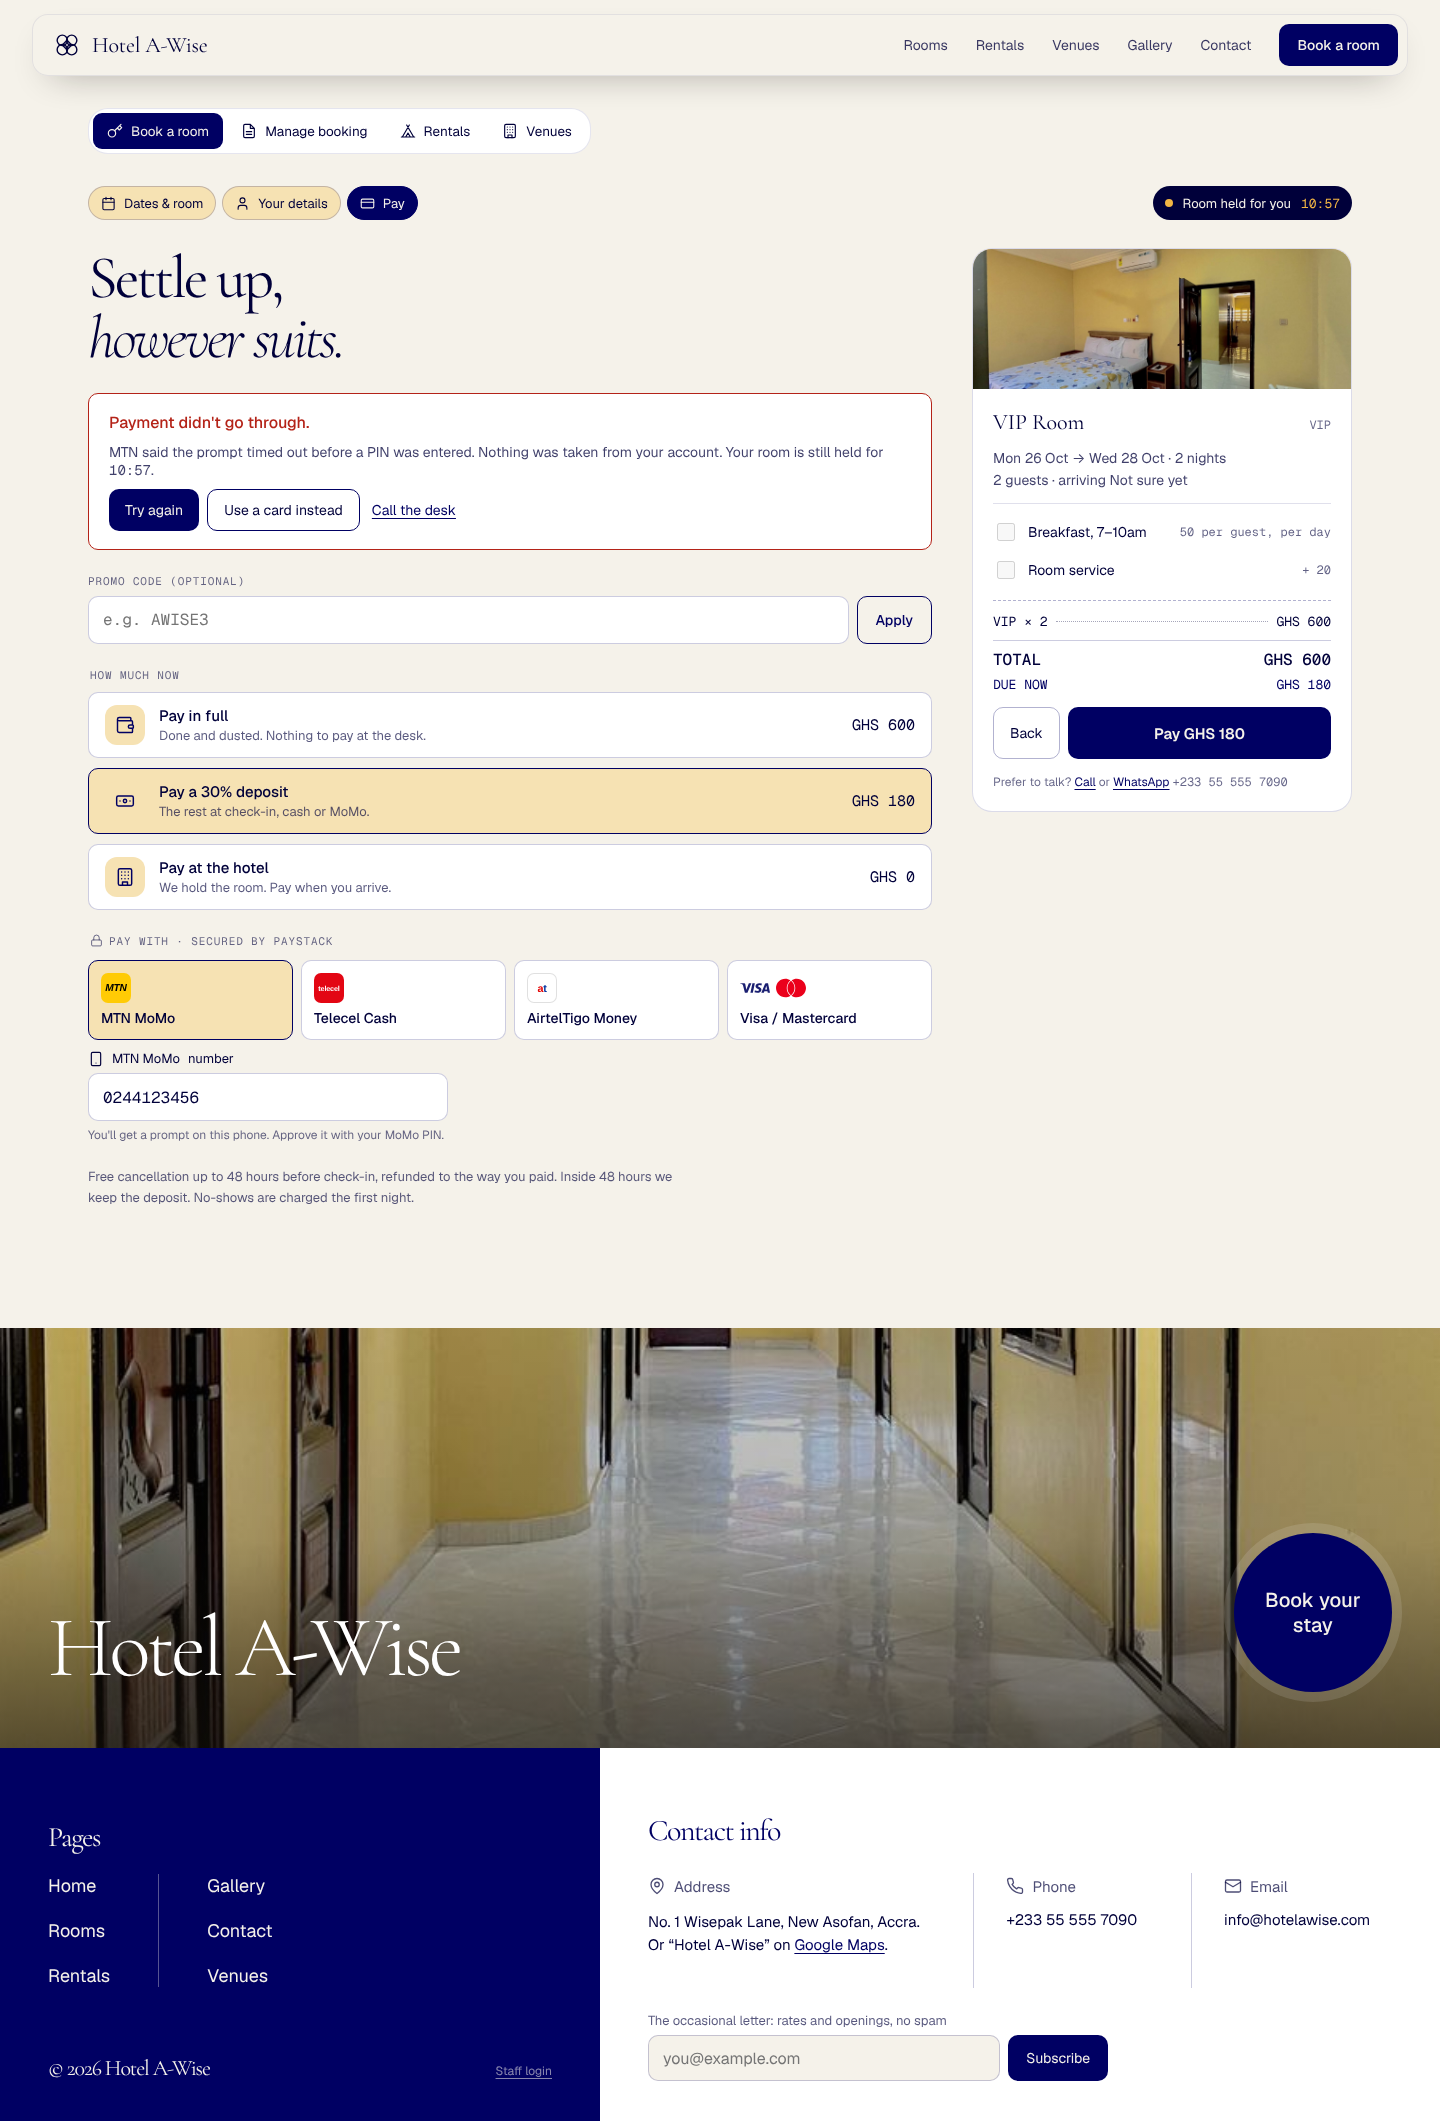 Hotel A-Wise
Rooms
Rentals
Venues
Gallery
Contact
Book a room
Book a room
Manage booking
Rentals
Venues
Dates & room
Your details
Pay
Room held for you 10:57
Settle up,
however suits.
Payment didn't go through.
MTN said the prompt timed out before a PIN was entered. Nothing was taken from your account. Your room is still held for
10:57.
Try again
Use a card instead
Call the desk
PROMO CODE (OPTIONAL)
e.g. AWISE3
Apply
HOW MUCH NOW
Pay in full
Done and dusted. Nothing to pay at the desk.
GHS 600
Pay a 30% deposit
The rest at check-in, cash or MoMo.
GHS 180
Pay at the hotel
We hold the room. Pay when you arrive.
GHS 0
PAY WITH · SECURED BY PAYSTACK
MTN
MTN MoMo
telecel
Telecel Cash
at
AirtelTigo Money
VISA
Visa / Mastercard
MTN MoMo number
0244123456
You'll get a prompt on this phone. Approve it with your MoMo PIN.
Free cancellation up to 48 hours before check-in, refunded to the way you paid. Inside 48 hours we
keep the deposit. No-shows are charged the first night.
VIP Room
VIP
Mon 26 Oct → Wed 28 Oct · 2 nights
2 guests · arriving Not sure yet
Breakfast, 7–10am
50 per guest, per day
Room service
+ 20
VIP × 2
GHS 600
TOTAL
GHS 600
DUE NOW
GHS 180
Back
Pay GHS 180
Prefer to talk? Call or WhatsApp +233 55 555 7090
Hotel A-Wise
Book your
stay
Pages
Home
Rooms
Rentals
Gallery
Contact
Venues
© 2026 Hotel A-Wise
Staff login
Contact info
Address
No. 1 Wisepak Lane, New Asofan, Accra.
Or “Hotel A-Wise” on Google Maps.
Phone
+233 55 555 7090
Email
info@hotelawise.com
The occasional letter: rates and openings, no spam
you@example.com
Subscribe